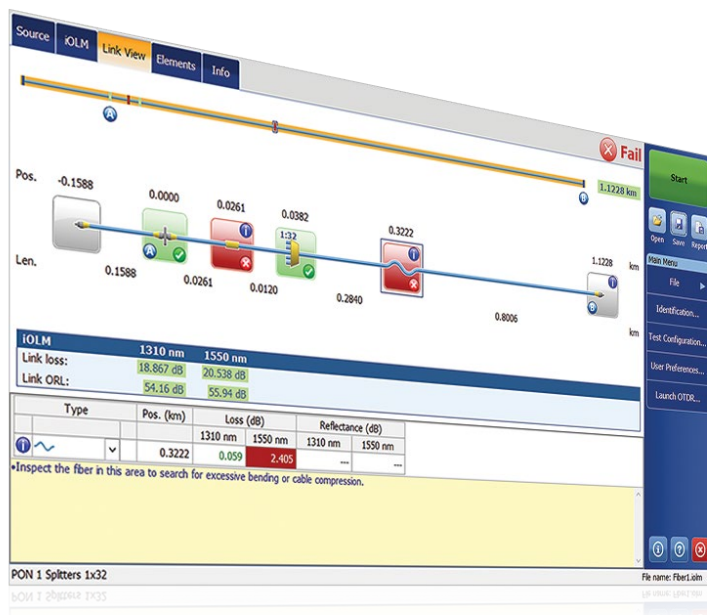 Source iOLM Link View Elements Info
Fail
A
B
1.1228 km
Pos. -0.1588 0.0000 0.0261 0.0382 0.3222 1.1228 km
1:32
A
B
Len. 0.1588 0.0261 0.0120 0.2840 0.8006 km
iOLM 1310 nm 1550 nm
Link loss: 18.867 dB 20.538 dB
Link ORL: 54.16 dB 55.94 dB
Type Pos. (km) Loss (dB) Reflectance (dB)
1310 nm 1550 nm 1310 nm 1550 nm
0.3222 0.059 2.405 --- ---
•Inspect the fiber in this area to search for excessive bending or cable compression.
PON 1 Splitters 1x32
File name: Fiber1.iolm
Start
Open Save Report
Main Menu
File
Identification...
Test Configuration...
User Preferences...
Launch OTDR...